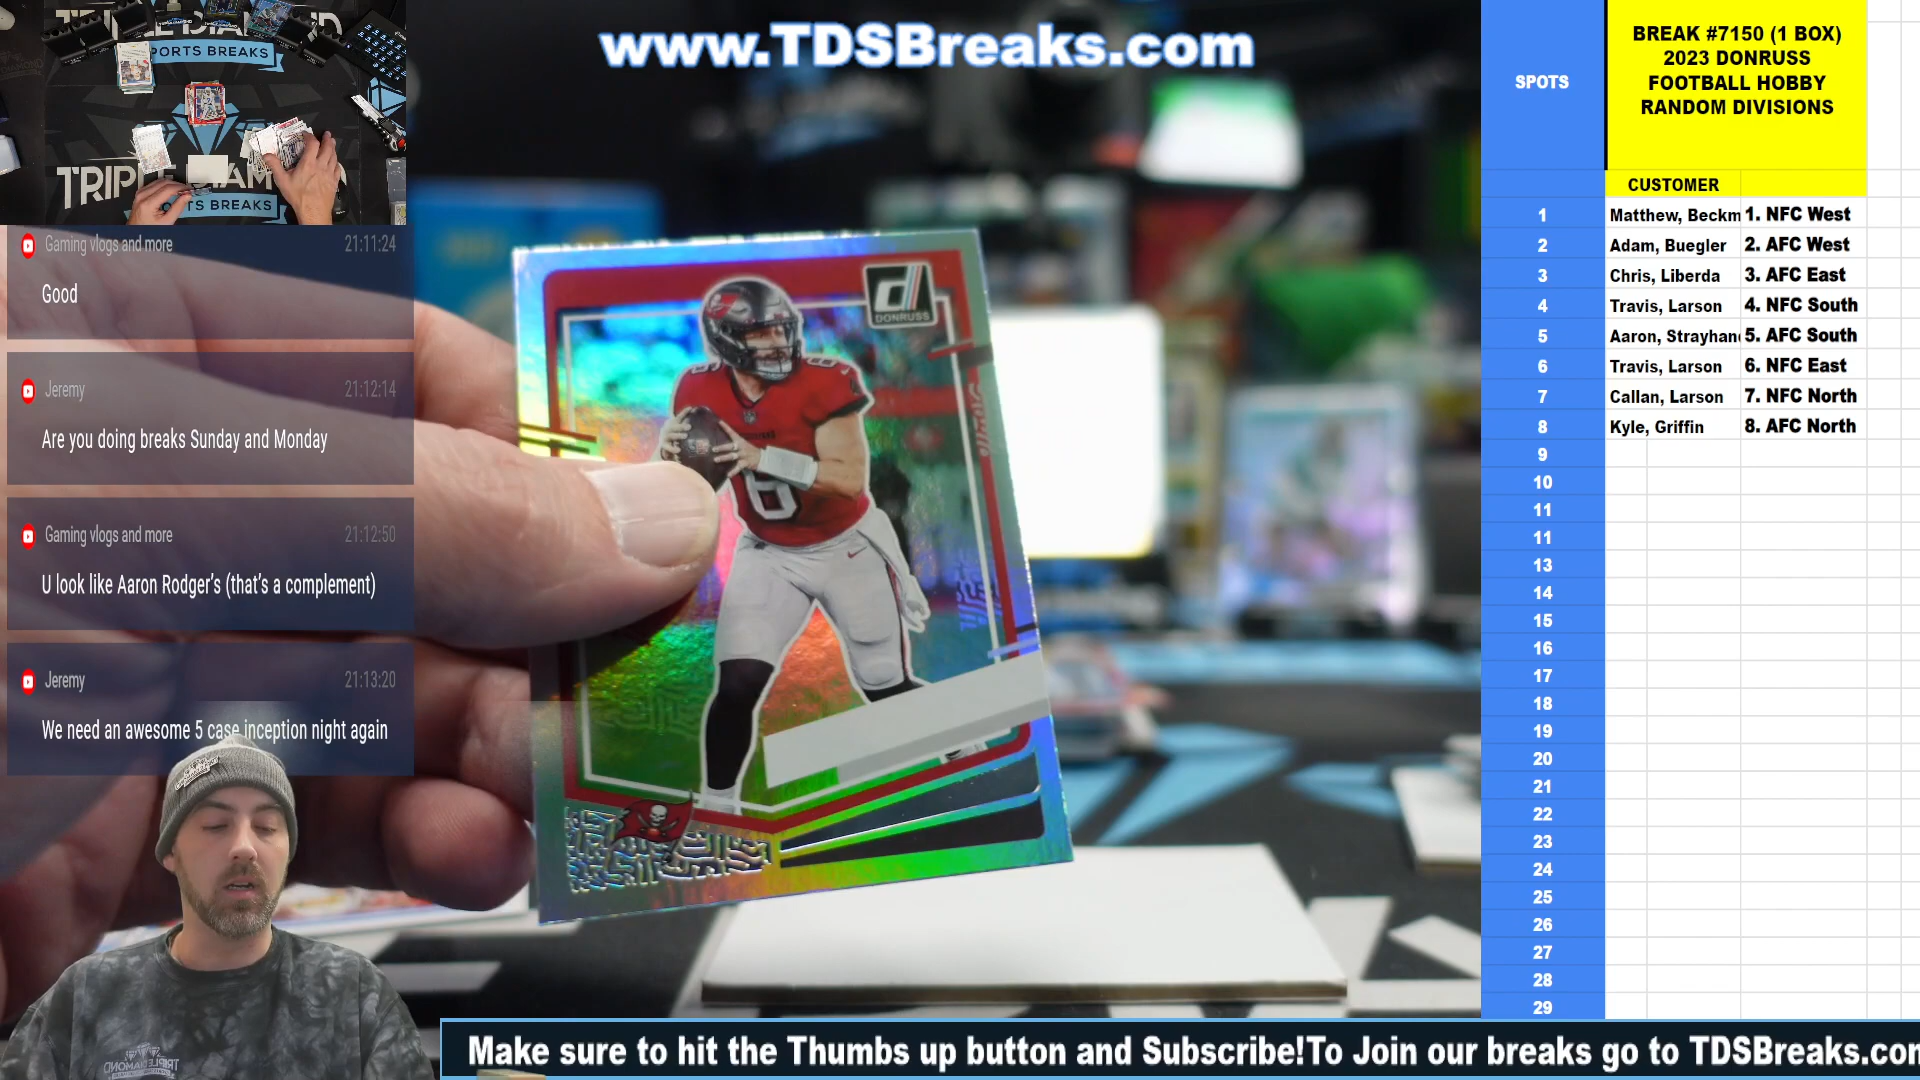 www.TDSBreaks.com
PORTS BREAKS
TRIPLE DIAM
TS BREAKS
Gaming vlogs and more 21:11:24
Good
Jeremy 21:12:14
Are you doing breaks Sunday and Monday
Gaming vlogs and more 21:12:50
U look like Aaron Rodger's (that's a complement)
Jeremy 21:13:20
We need an awesome 5 case inception night again
DONRUSS
6
SPOTS
BREAK #7150 (1 BOX)
2023 DONRUSS
FOOTBALL HOBBY
RANDOM DIVISIONS
CUSTOMER
1 Matthew, Beckm 1. NFC West
2 Adam, Buegler 2. AFC West
3 Chris, Liberda 3. AFC East
4 Travis, Larson 4. NFC South
5 Aaron, Strayhan 5. AFC South
6 Travis, Larson 6. NFC East
7 Callan, Larson 7. NFC North
8 Kyle, Griffin 8. AFC North
9
10
11
11
13
14
15
16
17
18
19
20
21
22
23
24
25
26
27
28
29
Make sure to hit the Thumbs up button and Subscribe!To Join our breaks go to TDSBreaks.com